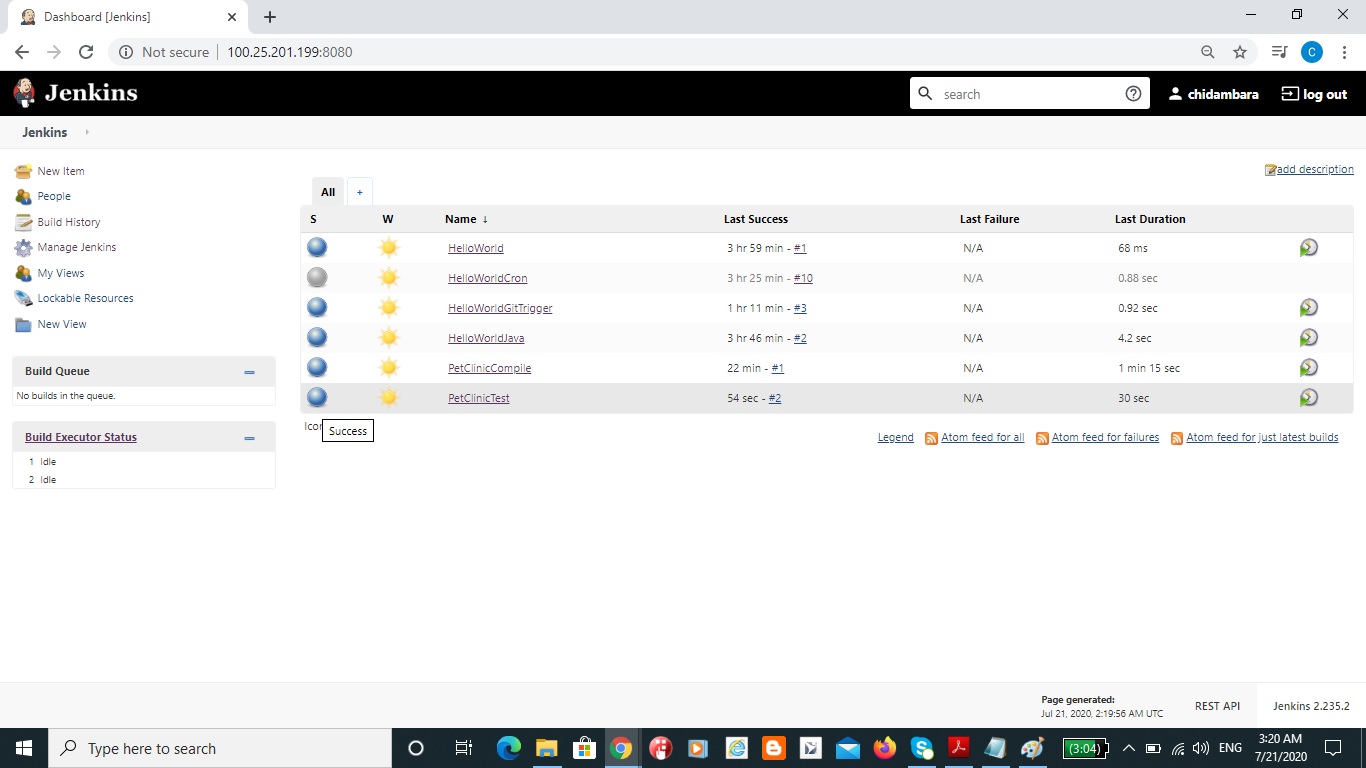 Dashboard [Jenkins]
Not secure
100.25.201.199:8080
C
Jenkins
search
chidambara
log out
Jenkins
New Item
People
Build History
Manage Jenkins
My Views
Lockable Resources
New View
Build Queue
No builds in the queue.
Build Executor Status
1 Idle
2 Idle
add description
All +
S W Name ↓ Last Success Last Failure Last Duration
HelloWorld 3 hr 59 min - #1 N/A 68 ms
HelloWorldCron 3 hr 25 min - #10 N/A 0.88 sec
HelloWorldGitTrigger 1 hr 11 min - #3 N/A 0.92 sec
HelloWorldJava 3 hr 46 min - #2 N/A 4.2 sec
PetClinicCompile 22 min - #1 N/A 1 min 15 sec
PetClinicTest 54 sec - #2 N/A 30 sec
Success
Legend Atom feed for all Atom feed for failures Atom feed for just latest builds
Page generated:
Jul 21, 2020, 2:19:56 AM UTC
REST API
Jenkins 2.235.2
Type here to search
(3:04)
ENG
3:20 AM
7/21/2020